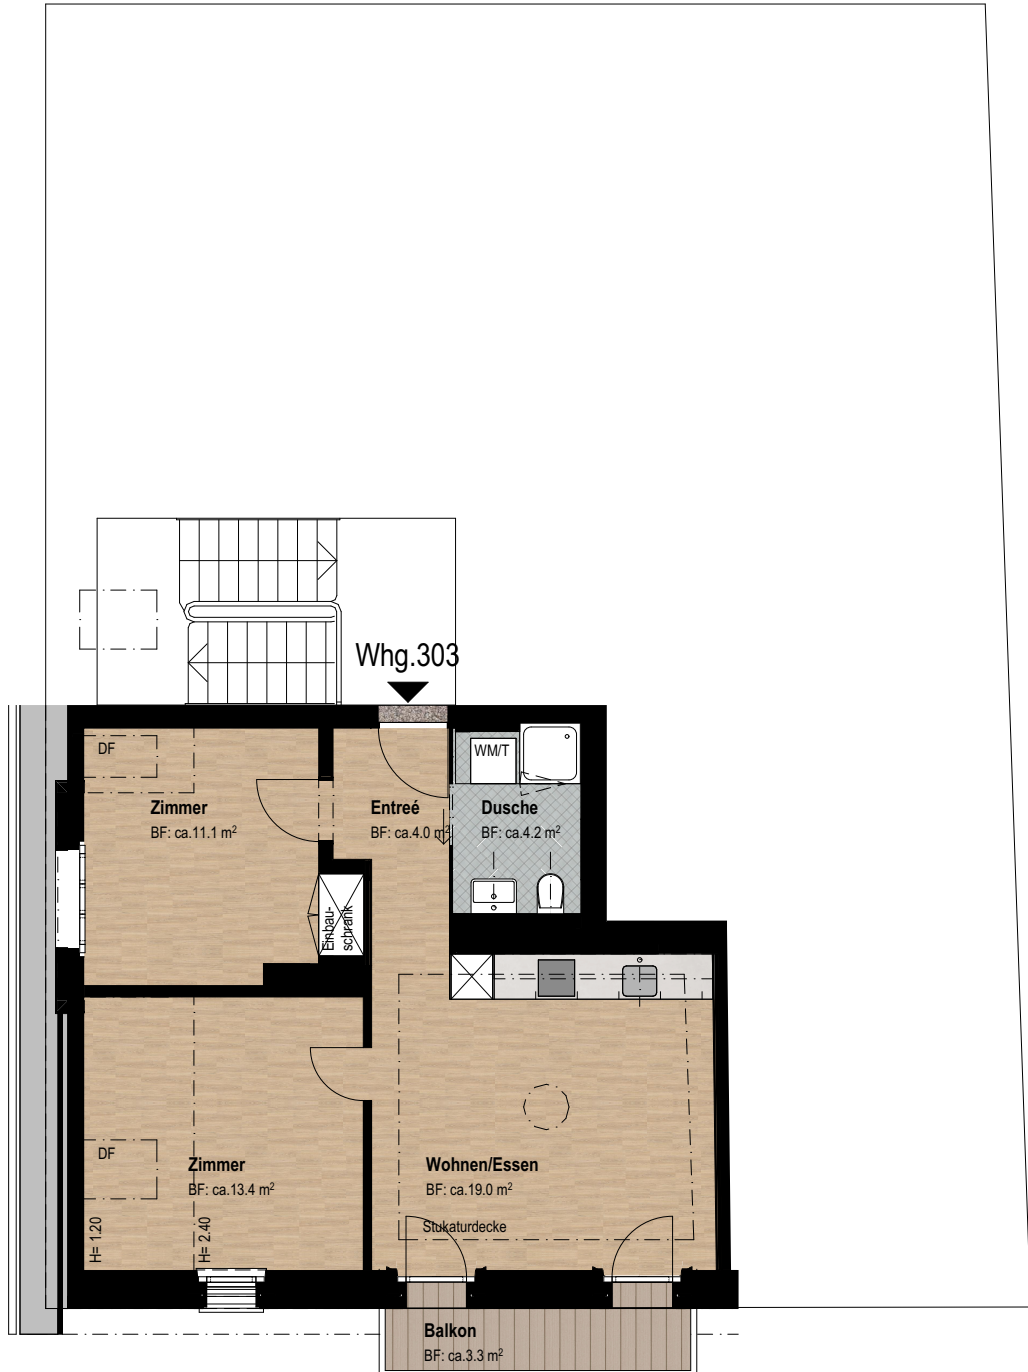 Whg.303
DF
WM/T
Zimmer
BF: ca.11.1 m²
Entreé
BF: ca.4.0 m²
Dusche
BF: ca.4.2 m²
Einbau-
schrank
DF
Zimmer
BF: ca.13.4 m²
Wohnen/Essen
BF: ca.19.0 m²
Stukaturdecke
H= 1.20
H= 2.40
Balkon
BF: ca.3.3 m²